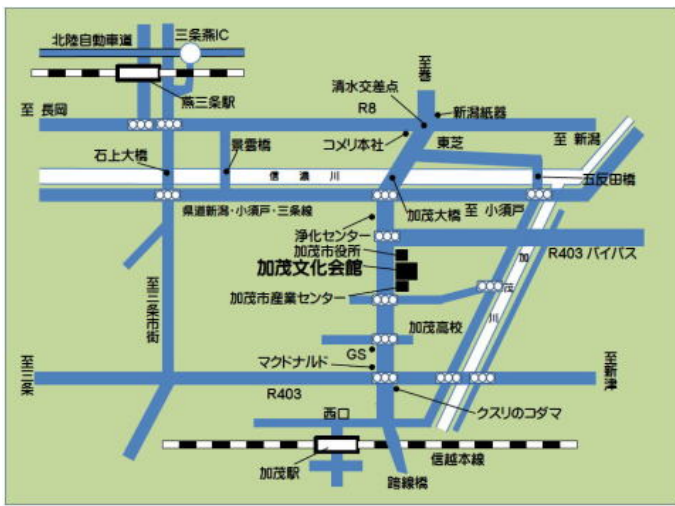 三条燕IC
北陸自動車道
燕三条駅
至巻
清水交差点
新潟紙器
至 長岡
R8
コメリ本社
東芝
至 新潟
石上大橋
景雲橋
信濃川
五反田橋
県道新潟・小須戸・三条線
加茂大橋
至 小須戸
浄化センター
加茂市役所
R403 バイパス
加茂文化会館
加茂市産業センター
加茂川
至三条市街
加茂高校
GS
マクドナルド
至三条
至新津
R403
クスリのコダマ
西口
信越本線
加茂駅
跨線橋